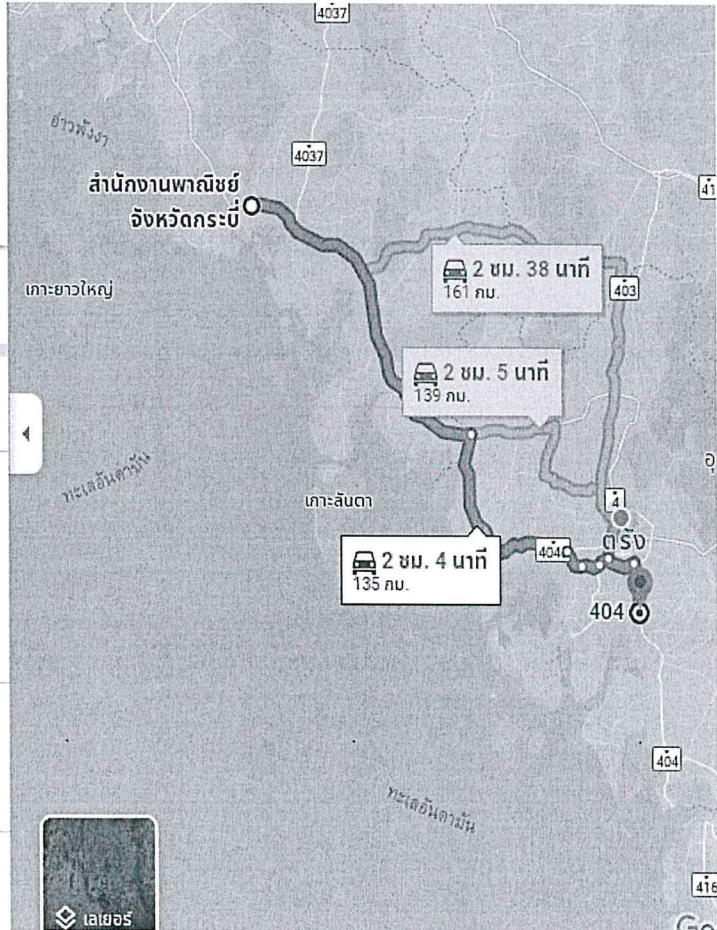 4037
อ่าวพังงา
4037
41
สำนักงานพาณิชย์
จังหวัดกระบี่
2 ชม. 38 นาที
161 กม.
403
เกาะยาวใหญ่
2 ชม. 5 นาที
139 กม.
ทะเลอันดามัน
เกาะลันตา
4
ตรัง
404
2 ชม. 4 นาที
135 กม.
404
404
ทะเลอันดามัน
416
เลเยอร์